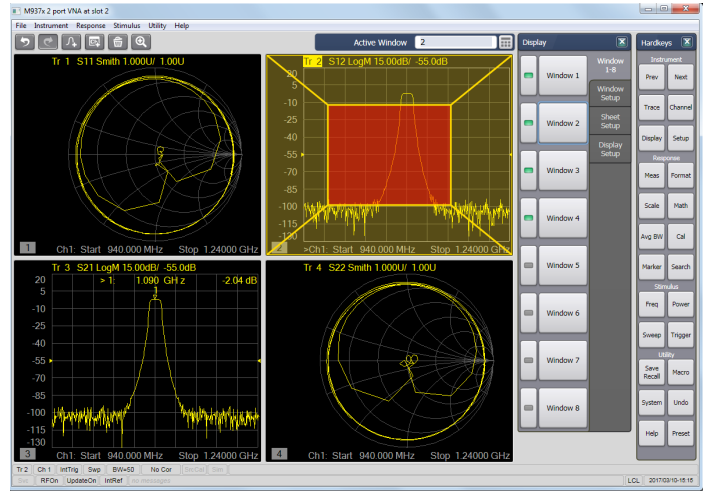 M937x 2 port VNA at slot 2
File Instrument Response Stimulus Utility Help
Active Window 2
Tr 1 S11 Smith 1.000U/ 1.00U
1
Ch1: Start 940.000 MHz Stop 1.24000 GHz
Tr 2 S12 LogM 15.00dB/ -55.0dB
20
5
-10
-25
-40
-55
-70
-85
-100
-115
-130
2
>Ch1: Start 940.000 MHz Stop 1.24000 GHz
Tr 3 S21 LogM 15.00dB/ -55.0dB
> 1: 1.090 GHz -2.04 dB
1
20
5
-10
-25
-40
-55
-70
-85
-100
-115
-130
3
Ch1: Start 940.000 MHz Stop 1.24000 GHz
Tr 4 S22 Smith 1.000U/ 1.00U
4
Ch1: Start 940.000 MHz Stop 1.24000 GHz
Display
Window 1
Window 2
Window 3
Window 4
Window 5
Window 6
Window 7
Window 8
Window
1-8
Window
Setup
Sheet
Setup
Display
Setup
Hardkeys
Instrument
Prev Next
Trace Channel
Display Setup
Response
Meas Format
Scale Math
Avg BW Cal
Marker Search
Stimulus
Freq Power
Sweep Trigger
Utility
Save
Recall
Macro
System Undo
Help Preset
Tr 2 Ch 1 IntTrig Swp BW=50 No Cor SrcCal Sim
RFOn UpdateOn IntRef no messages
LCL 2017/03/10-15:15